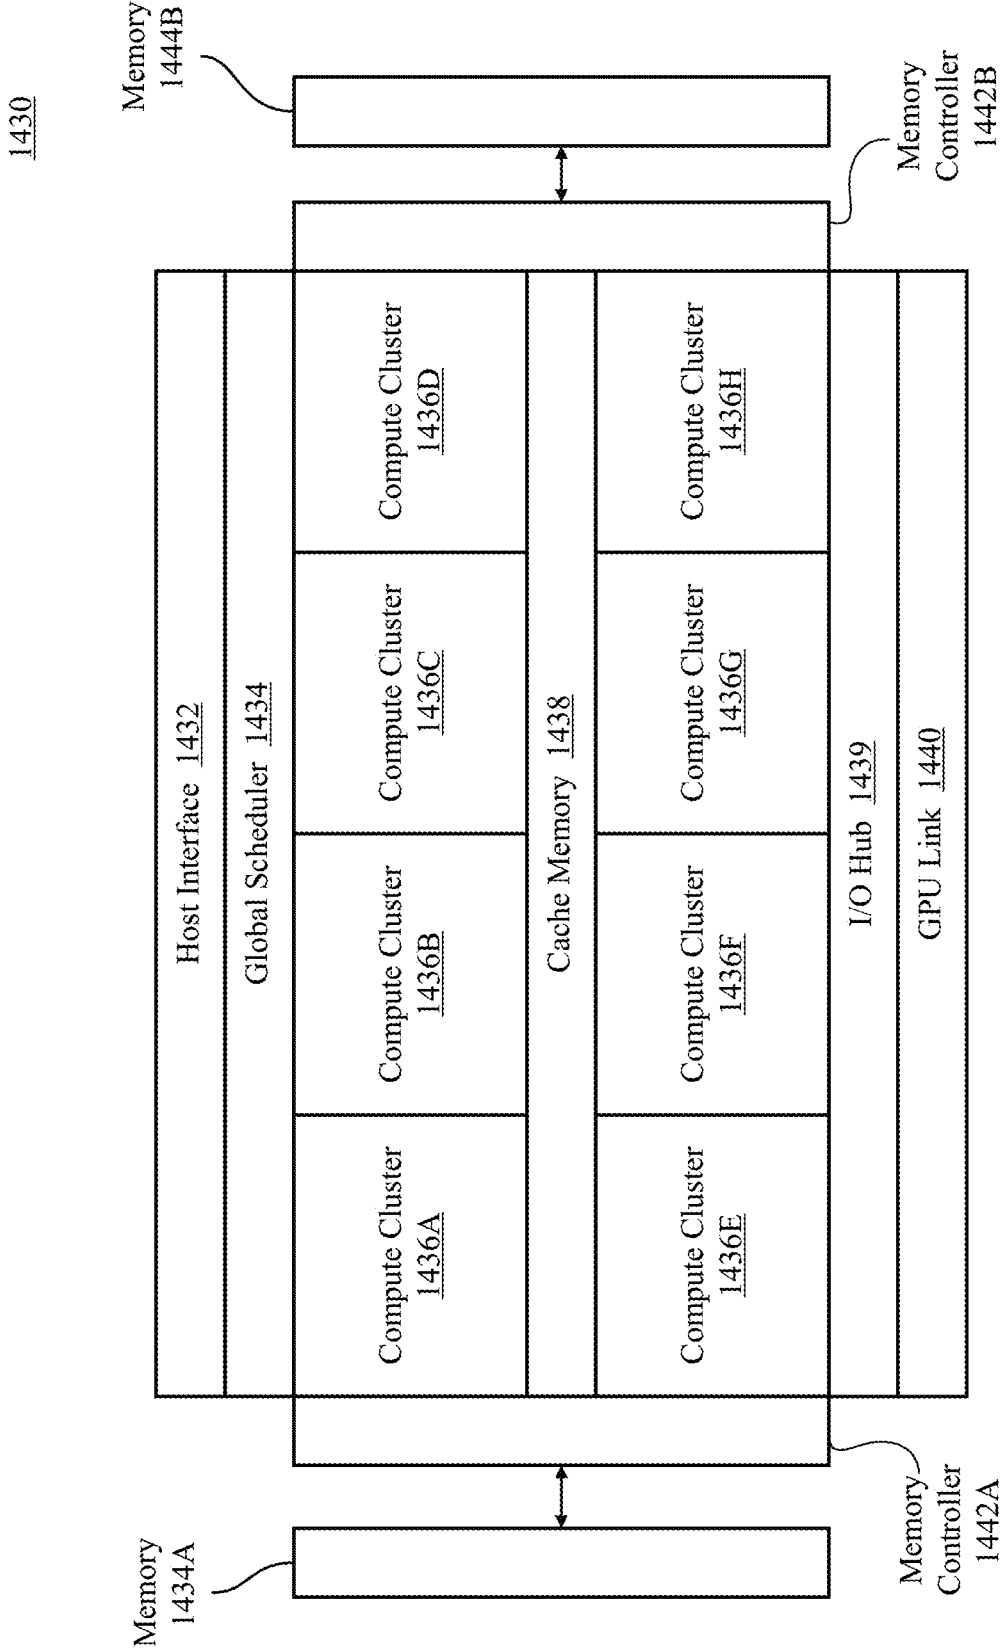 1430
Memory
1434A
Memory
1444B
Host Interface 1432
Global Scheduler 1434
Compute Cluster
1436A
Compute Cluster
1436B
Compute Cluster
1436C
Compute Cluster
1436D
Cache Memory 1438
Compute Cluster
1436E
Compute Cluster
1436F
Compute Cluster
1436G
Compute Cluster
1436H
I/O Hub 1439
GPU Link 1440
Memory
Controller
1442A
Memory
Controller
1442B